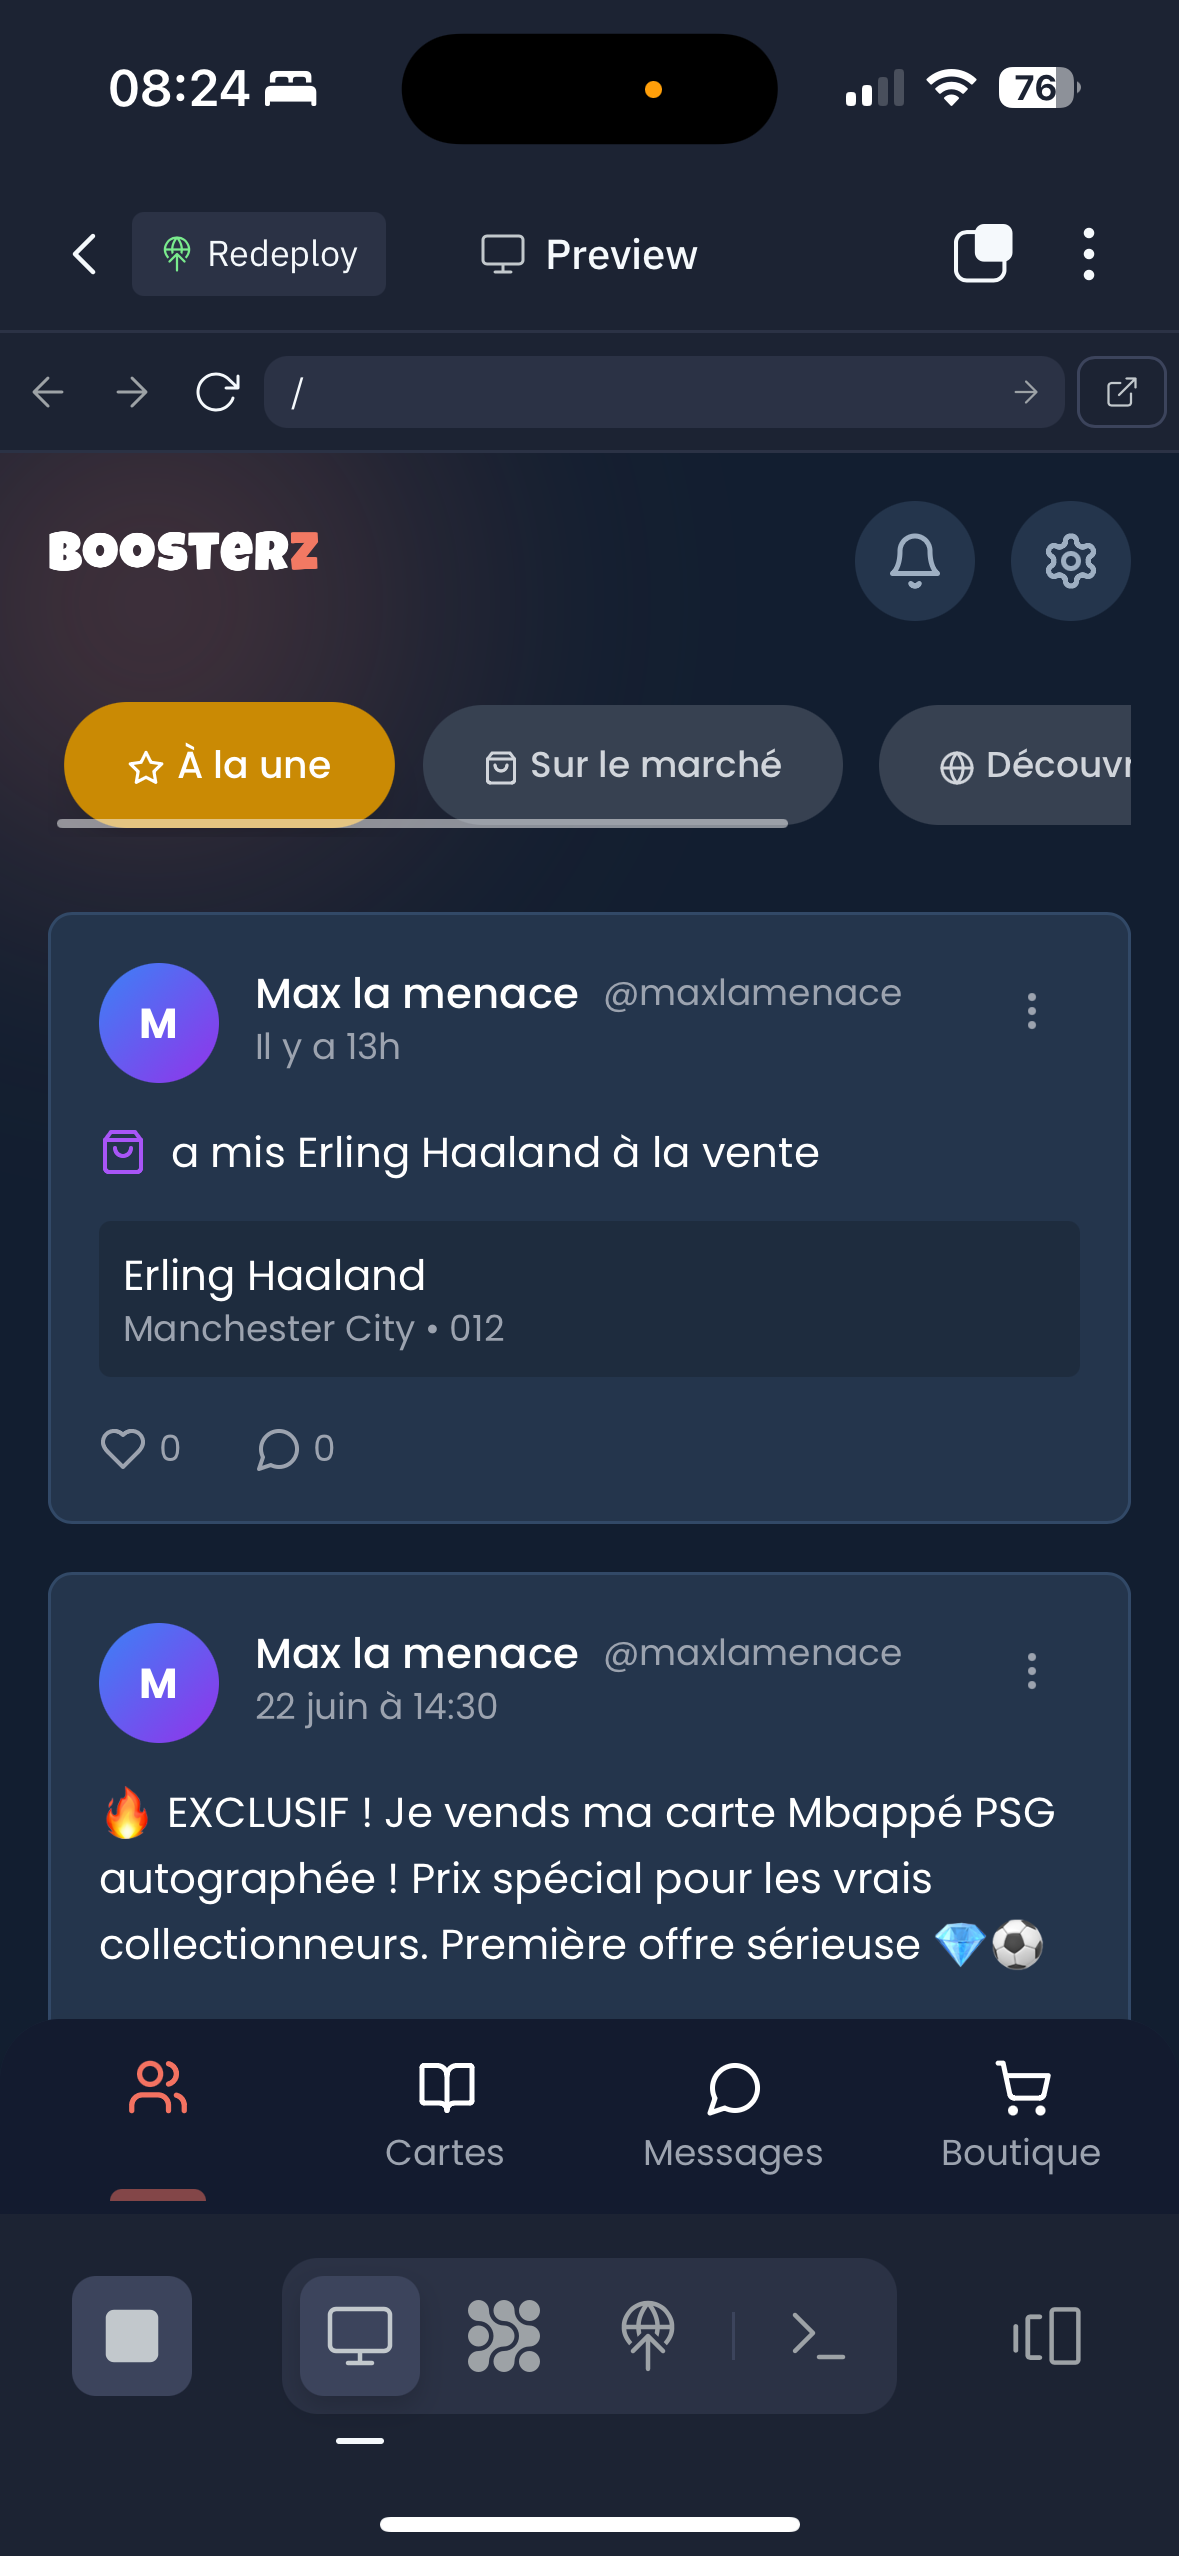 08:24
76
Redeploy
Preview
/
BOOSTeRZ
À la une
Sur le marché
Découvr
M
Max la menace @maxlamenace
Il y a 13h
a mis Erling Haaland à la vente
Erling Haaland
Manchester City • 012
0
0
M
Max la menace @maxlamenace
22 juin à 14:30
🔥 EXCLUSIF ! Je vends ma carte Mbappé PSG
autographée ! Prix spécial pour les vrais
collectionneurs. Première offre sérieuse 💎⚽
Cartes
Messages
Boutique